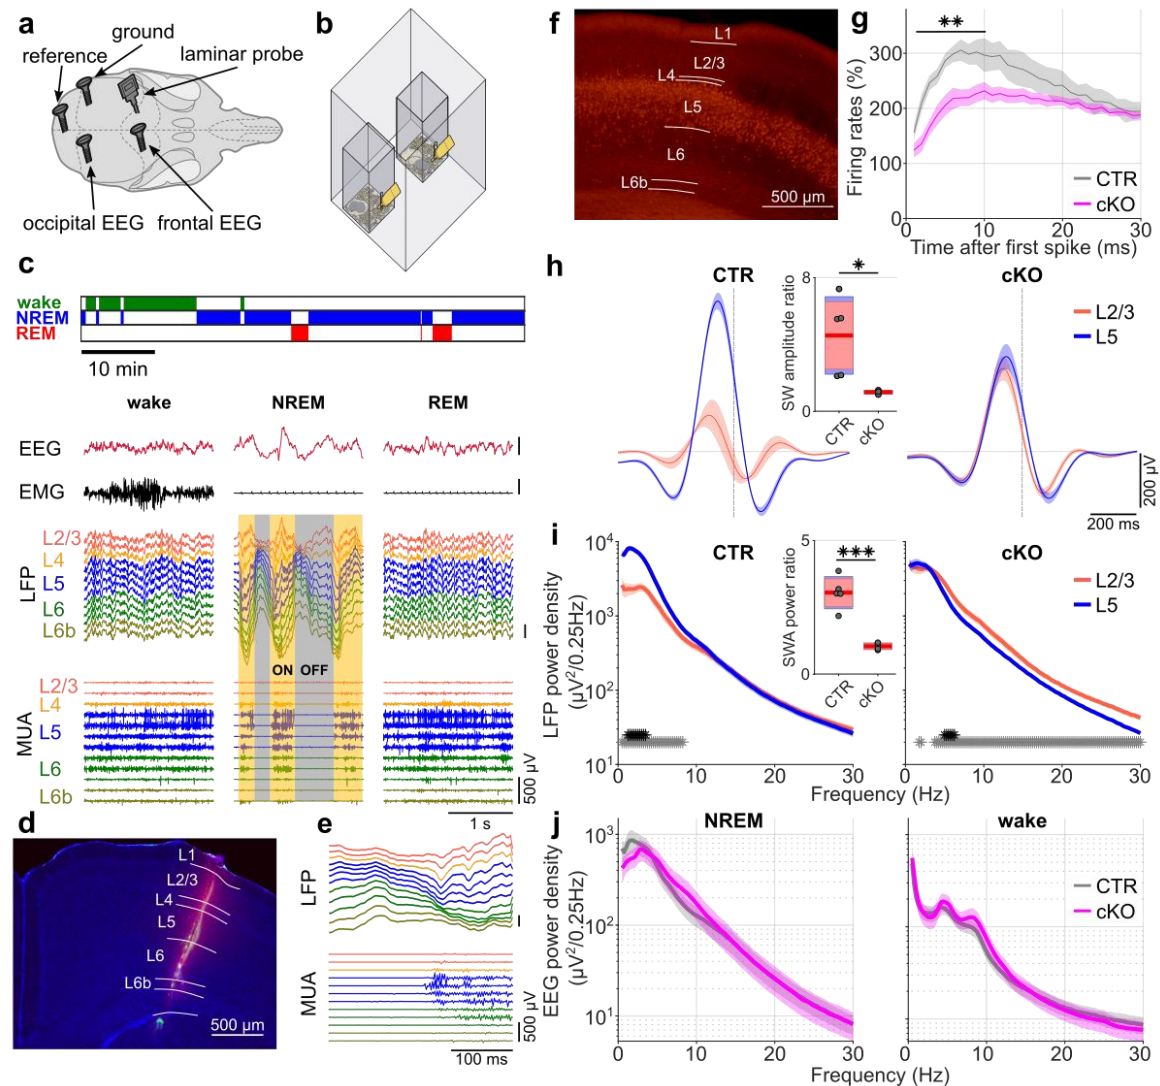 a
ground
reference
laminar probe
occipital EEG
frontal EEG
b
c
wake
NREM
REM
10 min
wake NREM REM
EEG
EMG
LFP
L2/3
L4
L5
L6
L6b
ON OFF
MUA
L2/3
L4
L5
L6
L6b
500 µV
1 s
d
L1
L2/3
L4
L5
L6
L6b
500 µm
e
LFP
MUA
500 µV
100 ms
f
L1
L2/3
L4
L5
L6
L6b
500 µm
g
**
Firing rates (%)
300
200
100
0
CTR
cKO
0 10 20 30
Time after first spike (ms)
h
CTR
SW amplitude ratio
8
0
*
CTR
cKO
cKO
L2/3
L5
200 µV
200 ms
i
CTR
LFP power density
(µV²/0.25Hz)
10⁴
10³
10²
10¹
SWA power ratio
5
0
***
CTR
cKO
cKO
L2/3
L5
0 10 20 30
0 10 20 30
Frequency (Hz)
j
NREM
wake
EEG power density
(µV²/0.25Hz)
10³
10²
10¹
CTR
cKO
0 10 20 30
0 10 20 30
Frequency (Hz)